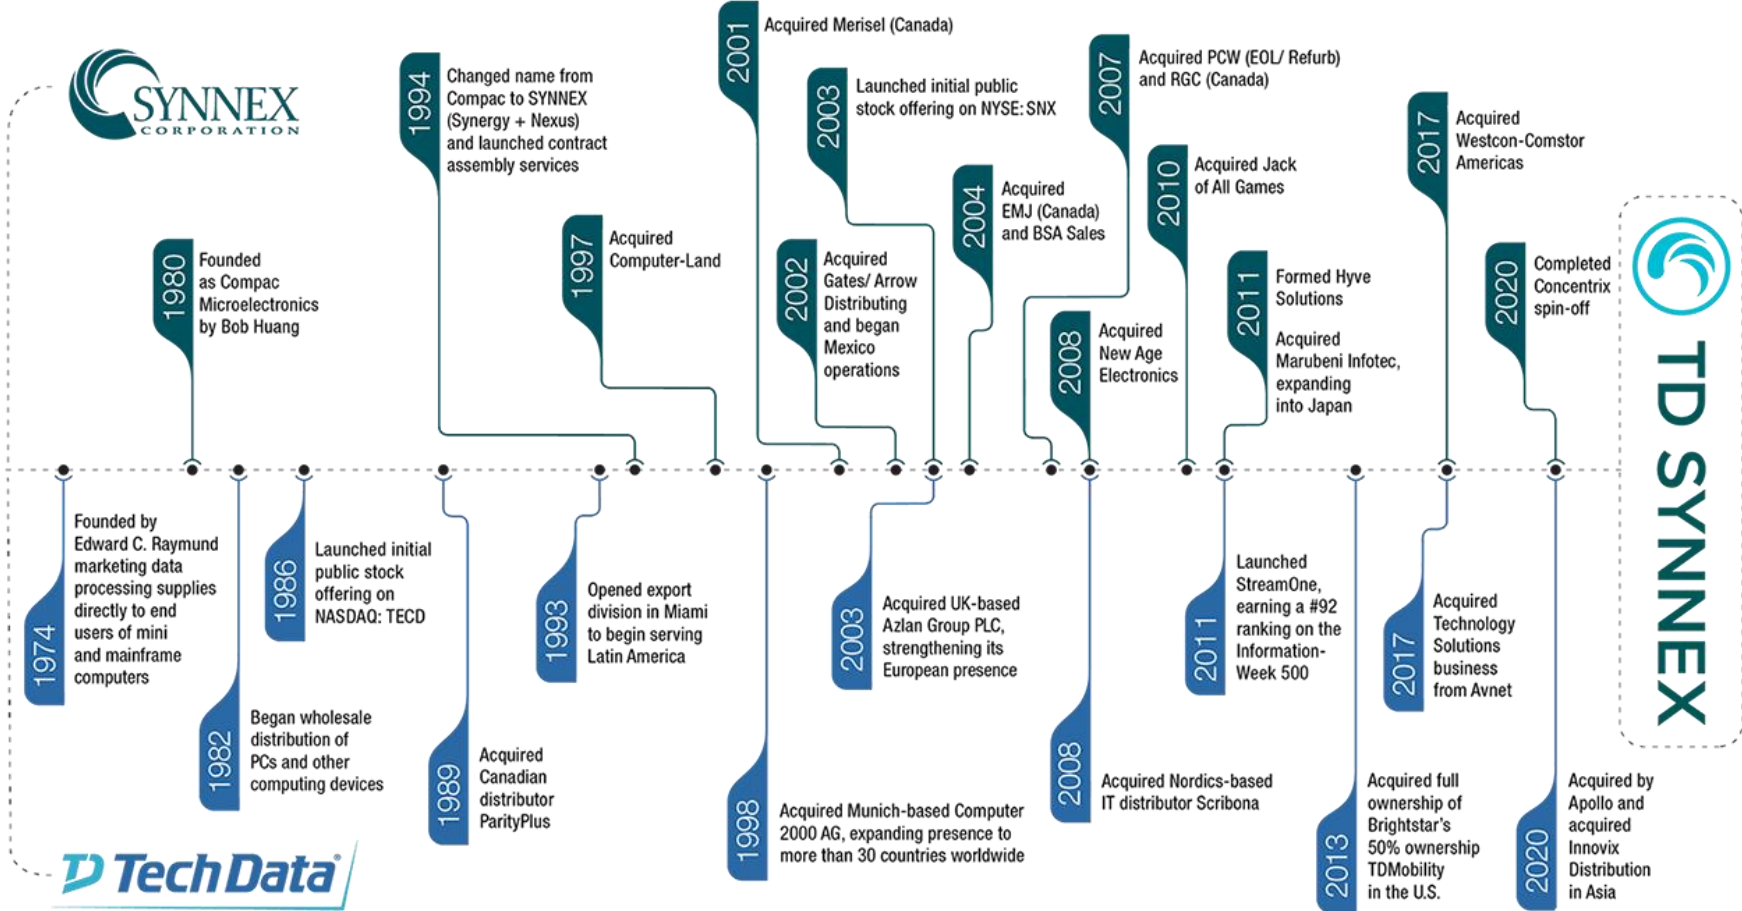 SYNNEX
CORPORATION
1980
Founded
as Compac
Microelectronics
by Bob Huang
1994
Changed name from
Compac to SYNNEX
(Synergy + Nexus)
and launched contract
assembly services
1997
Acquired
Computer-Land
2001
Acquired Merisel (Canada)
2002
Acquired
Gates/ Arrow
Distributing
and began
Mexico
operations
2003
Launched initial public
stock offering on NYSE: SNX
2004
Acquired
EMJ (Canada)
and BSA Sales
2007
Acquired PCW (EOL/ Refurb)
and RGC (Canada)
2008
Acquired
New Age
Electronics
2010
Acquired Jack
of All Games
2011
Formed Hyve
Solutions
Acquired
Marubeni Infotec,
expanding
into Japan
2017
Acquired
Westcon-Comstor
Americas
2020
Completed
Concentrix
spin-off
TD SYNNEX
1974
Founded by
Edward C. Raymund
marketing data
processing supplies
directly to end
users of mini
and mainframe
computers
1982
Began wholesale
distribution of
PCs and other
computing devices
1986
Launched initial
public stock
offering on
NASDAQ: TECD
1989
Acquired
Canadian
distributor
ParityPlus
1993
Opened export
division in Miami
to begin serving
Latin America
1998
Acquired Munich-based Computer
2000 AG, expanding presence to
more than 30 countries worldwide
2003
Acquired UK-based
Azlan Group PLC,
strengthening its
European presence
2008
Acquired Nordics-based
IT distributor Scribona
2011
Launched
StreamOne,
earning a #92
ranking on the
Information-
Week 500
2013
Acquired full
ownership of
Brightstar's
50% ownership
TDMobility
in the U.S.
2017
Acquired
Technology
Solutions
business
from Avnet
2020
Acquired by
Apollo and
acquired
Innovix
Distribution
in Asia
TD Tech Data®